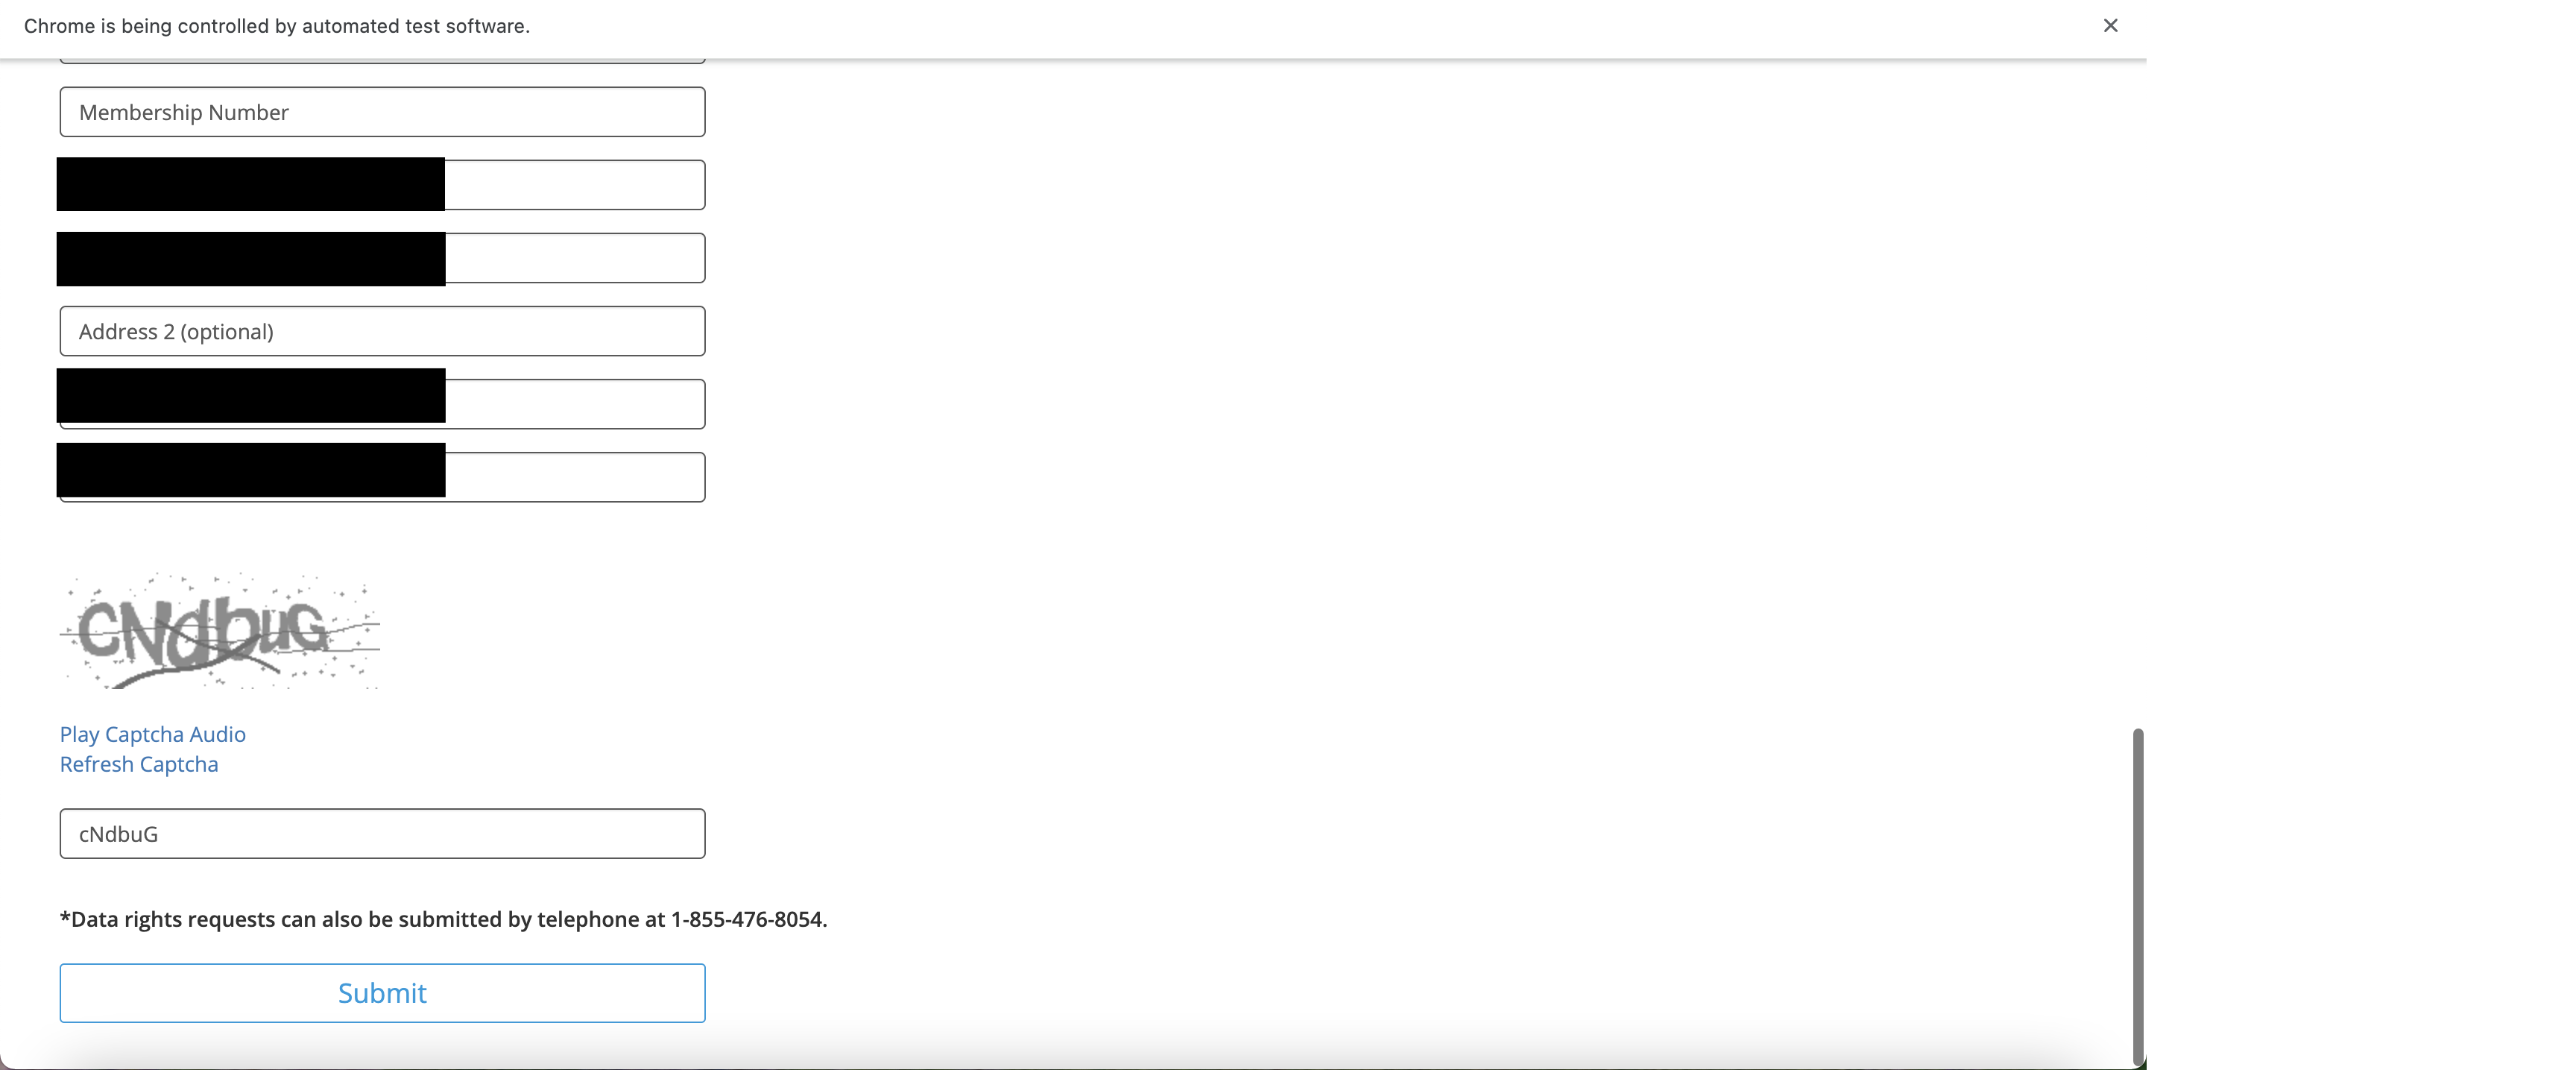 Chrome is being controlled by automated test software.
Membership Number
Address 2 (optional)
cNdbuG
Play Captcha Audio
Refresh Captcha
cNdbuG
*Data rights requests can also be submitted by telephone at 1-855-476-8054.
Submit